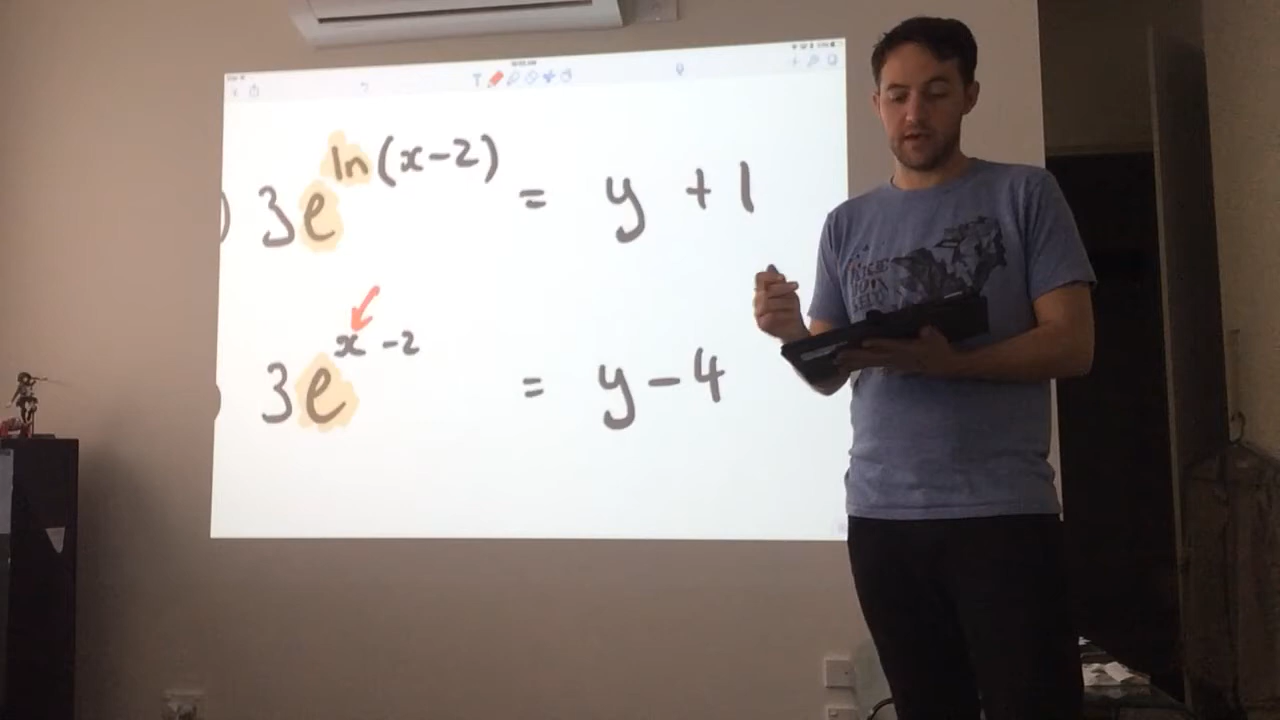 ) 3e^{ln(x-2)} = y + 1
) 3e^{x-2} = y - 4